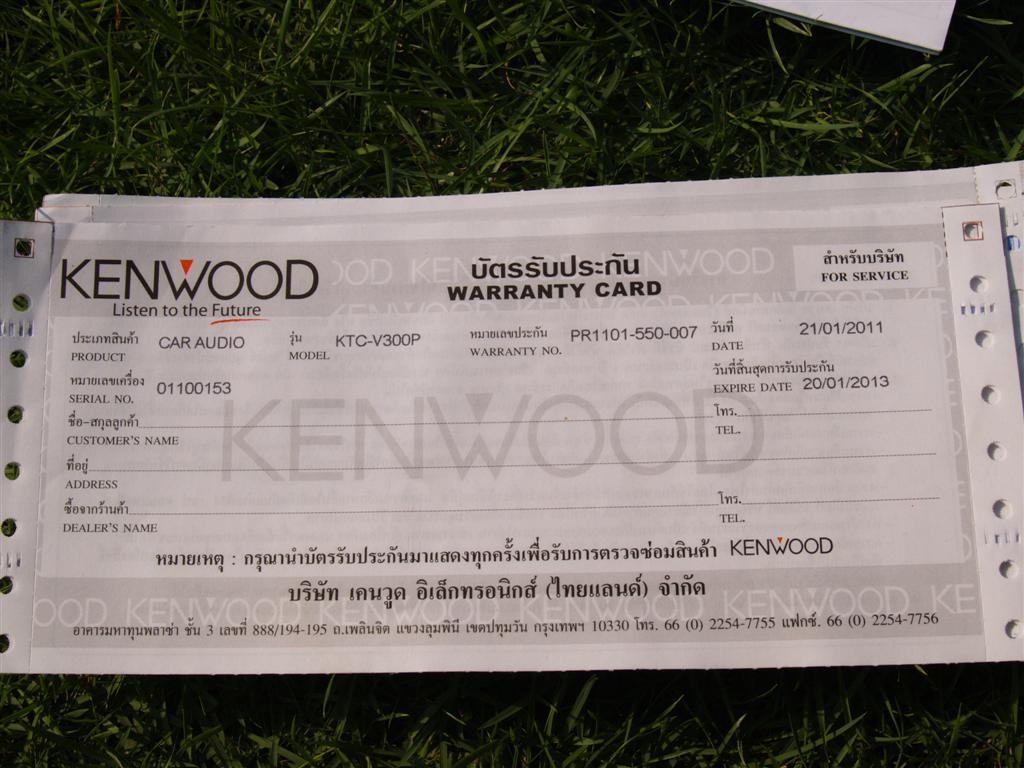 KENWOOD
Listen to the Future
บัตรรับประกัน
WARRANTY CARD
สำหรับบริษัท
FOR SERVICE
ประเภทสินค้า CAR AUDIO รุ่น KTC-V300P หมายเลขประกัน PR1101-550-007 วันที่ 21/01/2011
PRODUCT MODEL WARRANTY NO. DATE
หมายเลขเครื่อง 01100153 วันที่สิ้นสุดการรับประกัน
SERIAL NO. EXPIRE DATE 20/01/2013
ชื่อ-สกุลลูกค้า โทร.
CUSTOMER'S NAME TEL.
KENWOOD
ที่อยู่
ADDRESS
ซื้อจากร้านค้า โทร.
DEALER'S NAME TEL.
หมายเหตุ : กรุณานำบัตรรับประกันมาแสดงทุกครั้งเพื่อรับการตรวจซ่อมสินค้า KENWOOD
บริษัท เคนวูด อิเล็กทรอนิกส์ (ไทยแลนด์) จำกัด
อาคารมหาทุนพลาซ่า ชั้น 3 เลขที่ 888/194-195 ถ.เพลินจิต แขวงลุมพินี เขตปทุมวัน กรุงเทพฯ 10330 โทร. 66 (0) 2254-7755 แฟกซ์. 66 (0) 2254-7756